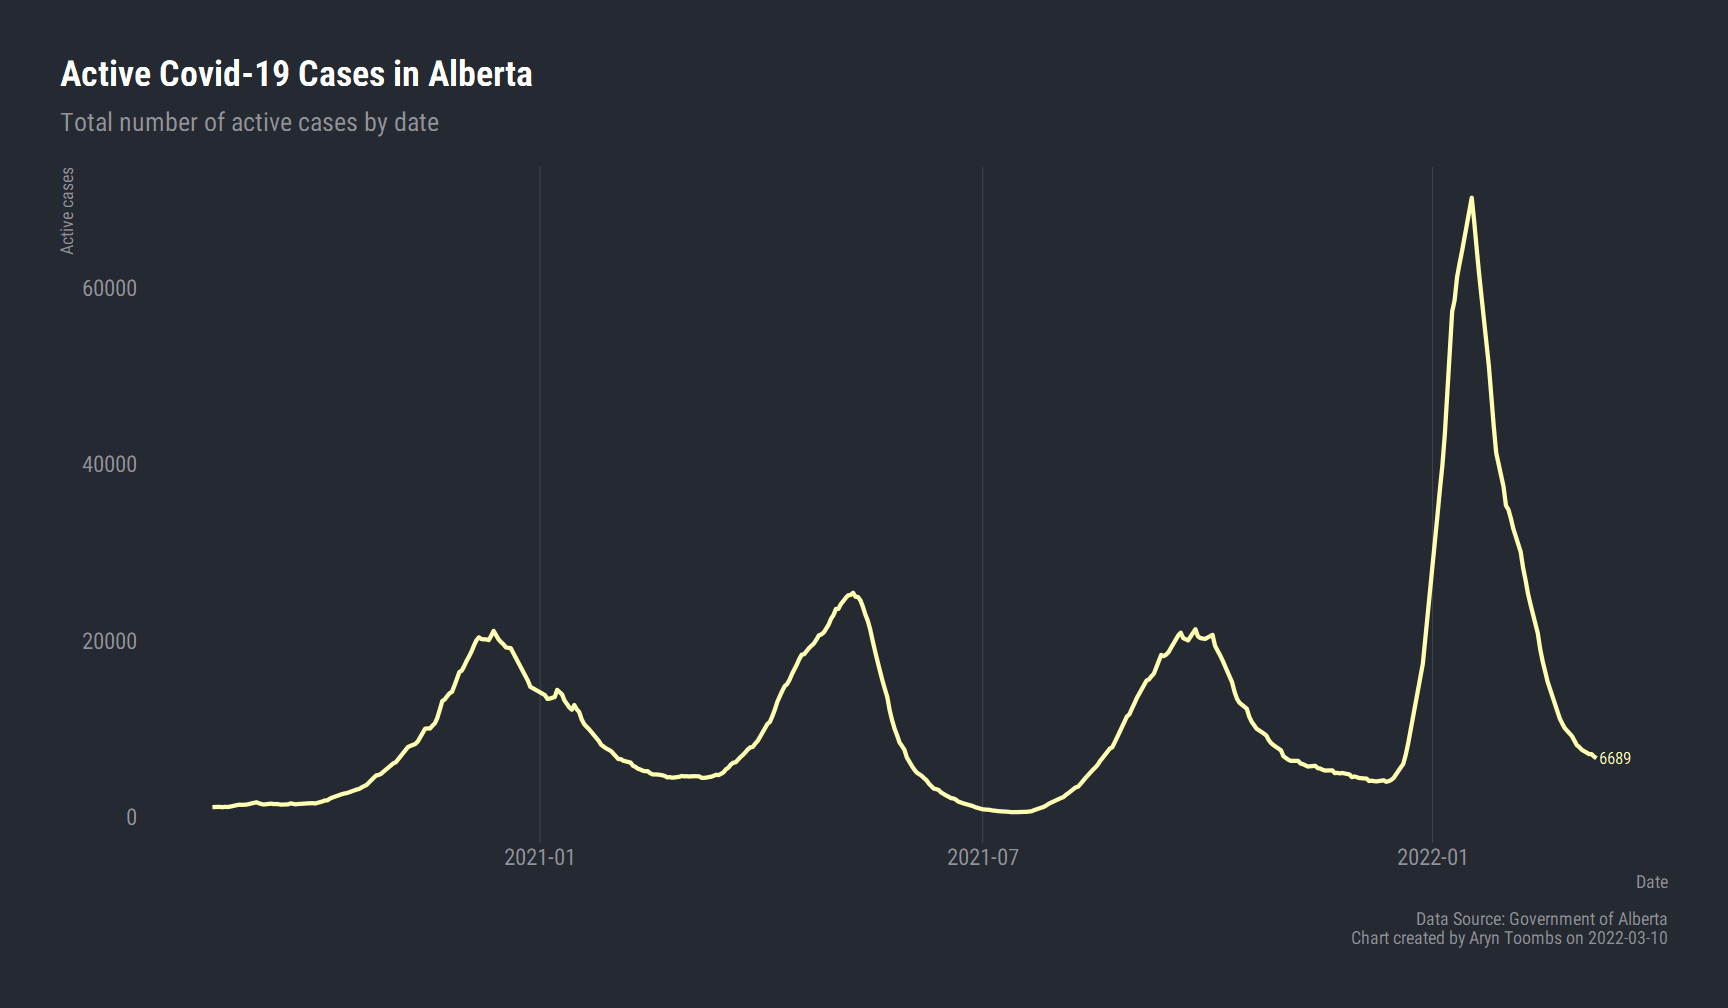 Active Covid-19 Cases in Alberta
Total number of active cases by date
Active cases
60000
40000
20000
0
6689
2021-01
2021-07
2022-01
Date
Data Source: Government of Alberta
Chart created by Aryn Toombs on 2022-03-10